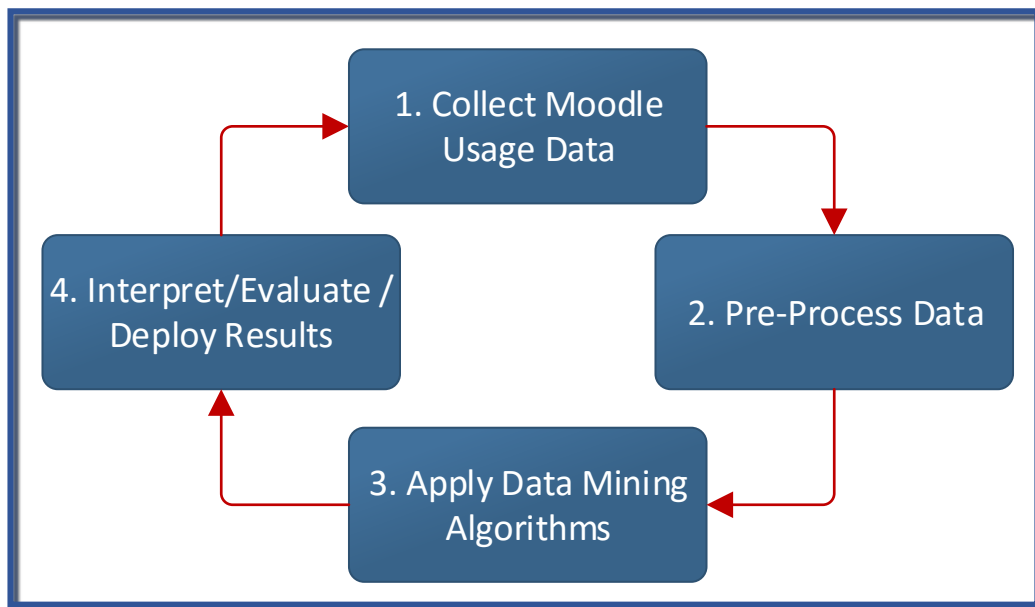 1. Collect Moodle
Usage Data
2. Pre-Process Data
3. Apply Data Mining
Algorithms
4. Interpret/Evaluate /
Deploy Results